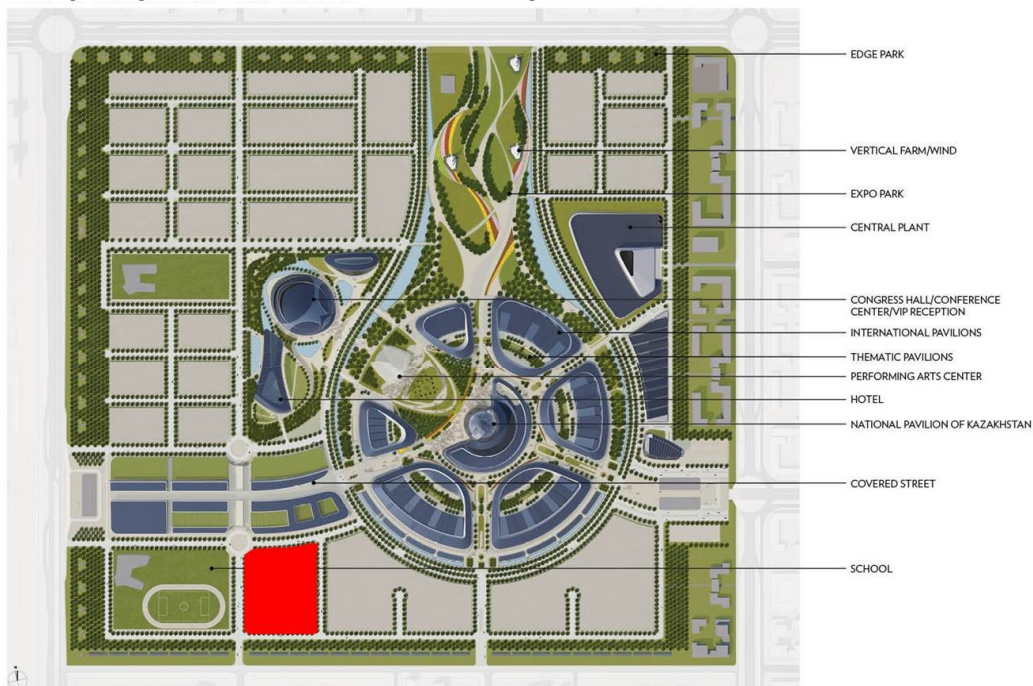 EDGE PARK
VERTICAL FARM/WIND
EXPO PARK
CENTRAL PLANT
CONGRESS HALL/CONFERENCE
CENTER/VIP RECEPTION
INTERNATIONAL PAVILIONS
THEMATIC PAVILIONS
PERFORMING ARTS CENTER
HOTEL
NATIONAL PAVILION OF KAZAKHSTAN
COVERED STREET
SCHOOL